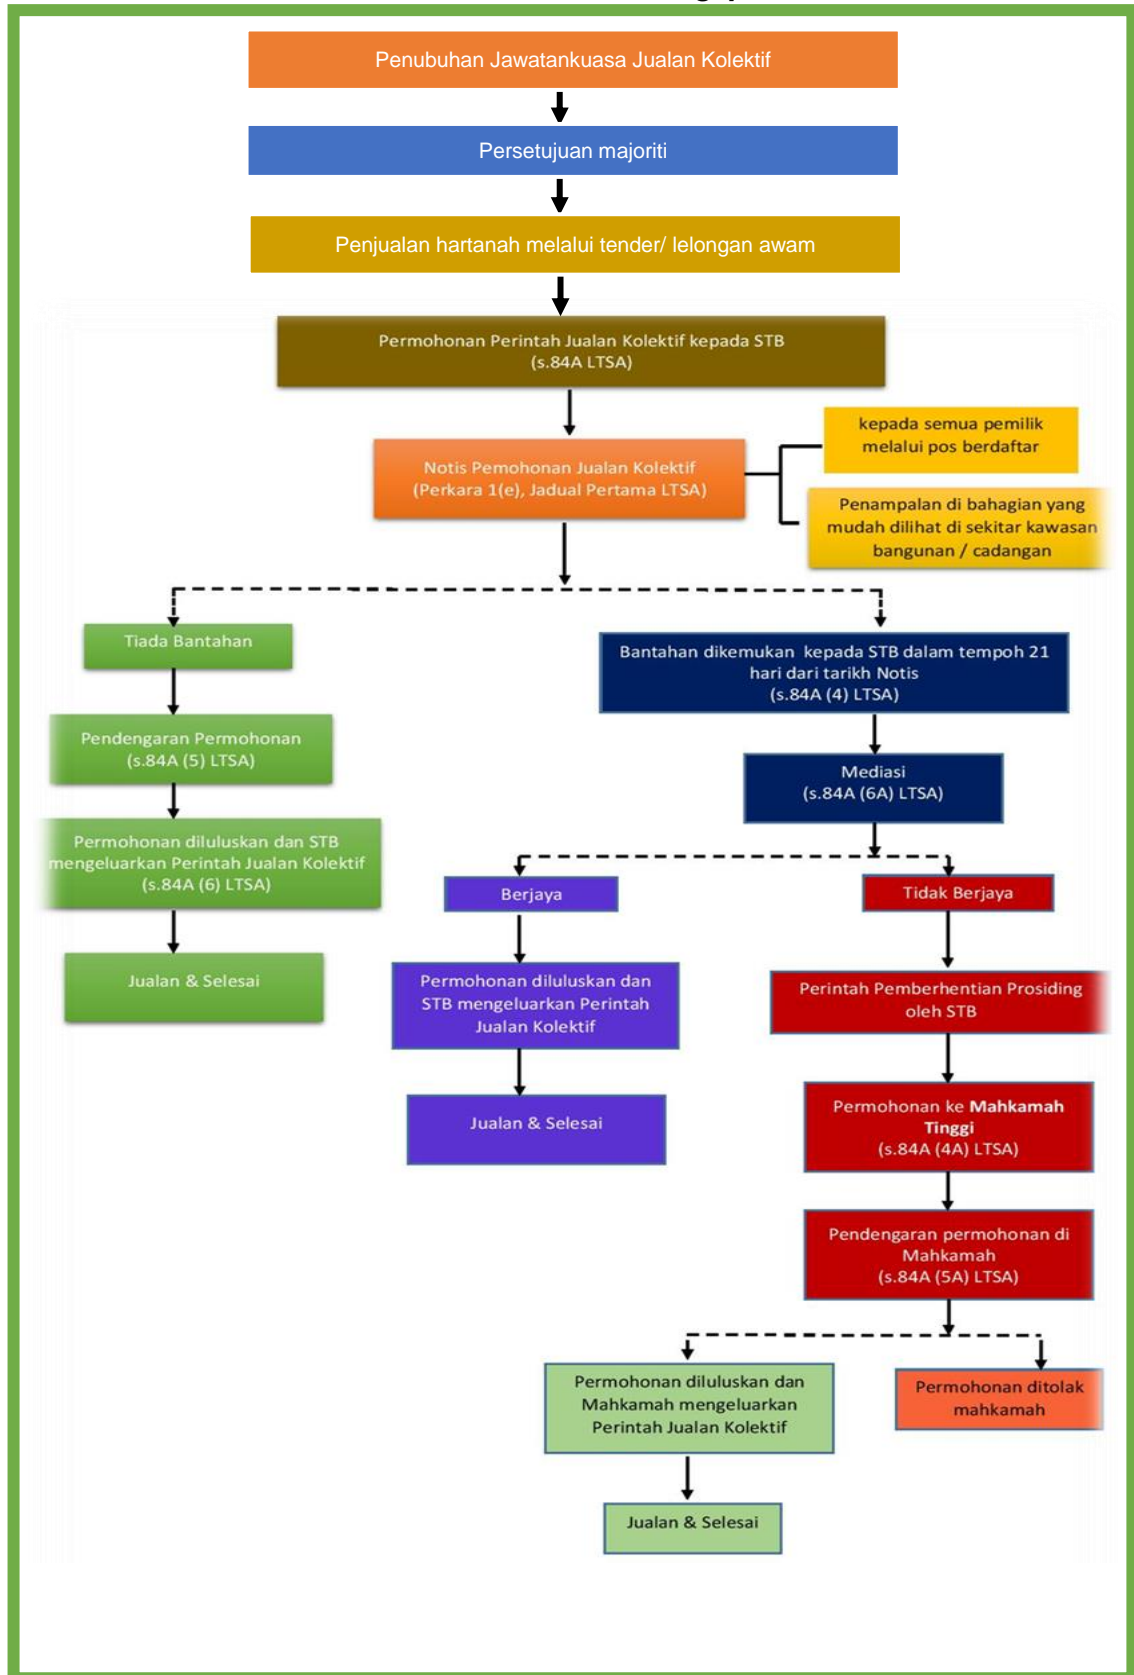 Penubuhan Jawatankuasa Jualan Kolektif
Persetujuan majoriti
Penjualan hartanah melalui tender/ lelongan awam
Permohonan Perintah Jualan Kolektif kepada STB
(s.84A LTSA)
Notis Pemohonan Jualan Kolektif
(Perkara 1(e), Jadual Pertama LTSA)
kepada semua pemilik
melalui pos berdaftar
Penampalan di bahagian yang
mudah dilihat di sekitar kawasan
bangunan / cadangan
Tiada Bantahan
Pendengaran Permohonan
(s.84A (5) LTSA)
Permohonan diluluskan dan STB
mengeluarkan Perintah Jualan Kolektif
(s.84A (6) LTSA)
Jualan & Selesai
Bantahan dikemukan kepada STB dalam tempoh 21
hari dari tarikh Notis
(s.84A (4) LTSA)
Mediasi
(s.84A (6A) LTSA)
Berjaya
Permohonan diluluskan dan
STB mengeluarkan Perintah
Jualan Kolektif
Jualan & Selesai
Tidak Berjaya
Perintah Pemberhentian Prosiding
oleh STB
Permohonan ke Mahkamah
Tinggi
(s.84A (4A) LTSA)
Pendengaran permohonan di
Mahkamah
(s.84A (5A) LTSA)
Permohonan diluluskan dan
Mahkamah mengeluarkan
Perintah Jualan Kolektif
Jualan & Selesai
Permohonan ditolak
mahkamah